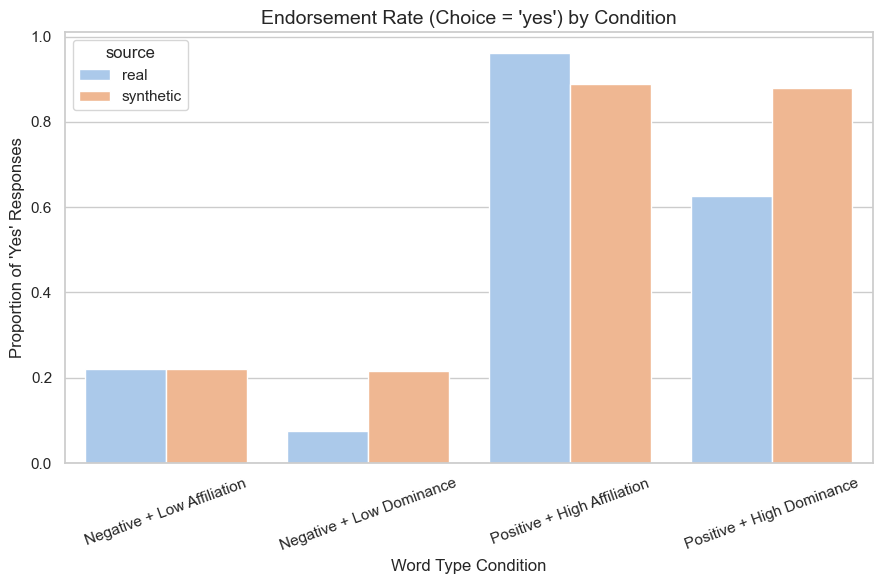 Endorsement Rate (Choice = 'yes') by Condition
source
real
synthetic
Proportion of 'Yes' Responses
1.0
0.8
0.6
0.4
0.2
0.0
Negative + Low Affiliation
Negative + Low Dominance
Positive + High Affiliation
Positive + High Dominance
Word Type Condition